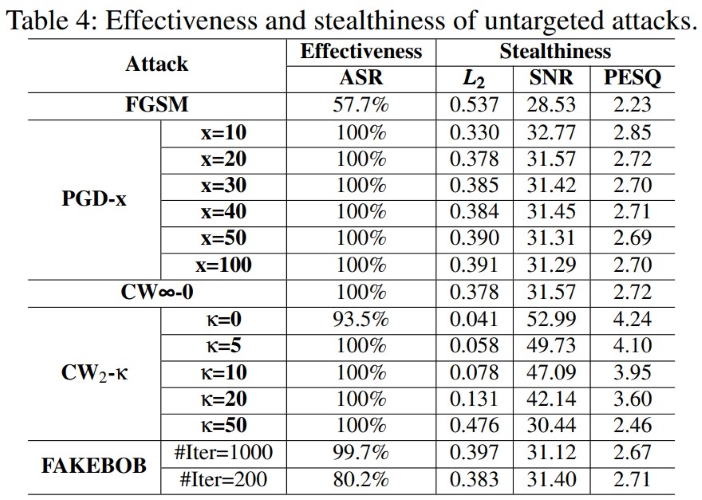 Table 4: Effectiveness and stealthiness of untargeted attacks.
Attack Effectiveness Stealthiness
ASR L2 SNR PESQ
FGSM 57.7% 0.537 28.53 2.23
PGD-x x=10 100% 0.330 32.77 2.85
x=20 100% 0.378 31.57 2.72
x=30 100% 0.385 31.42 2.70
x=40 100% 0.384 31.45 2.71
x=50 100% 0.390 31.31 2.69
x=100 100% 0.391 31.29 2.70
CW∞-0 100% 0.378 31.57 2.72
CW2-κ κ=0 93.5% 0.041 52.99 4.24
κ=5 100% 0.058 49.73 4.10
κ=10 100% 0.078 47.09 3.95
κ=20 100% 0.131 42.14 3.60
κ=50 100% 0.476 30.44 2.46
FAKEBOB #Iter=1000 99.7% 0.397 31.12 2.67
#Iter=200 80.2% 0.383 31.40 2.71